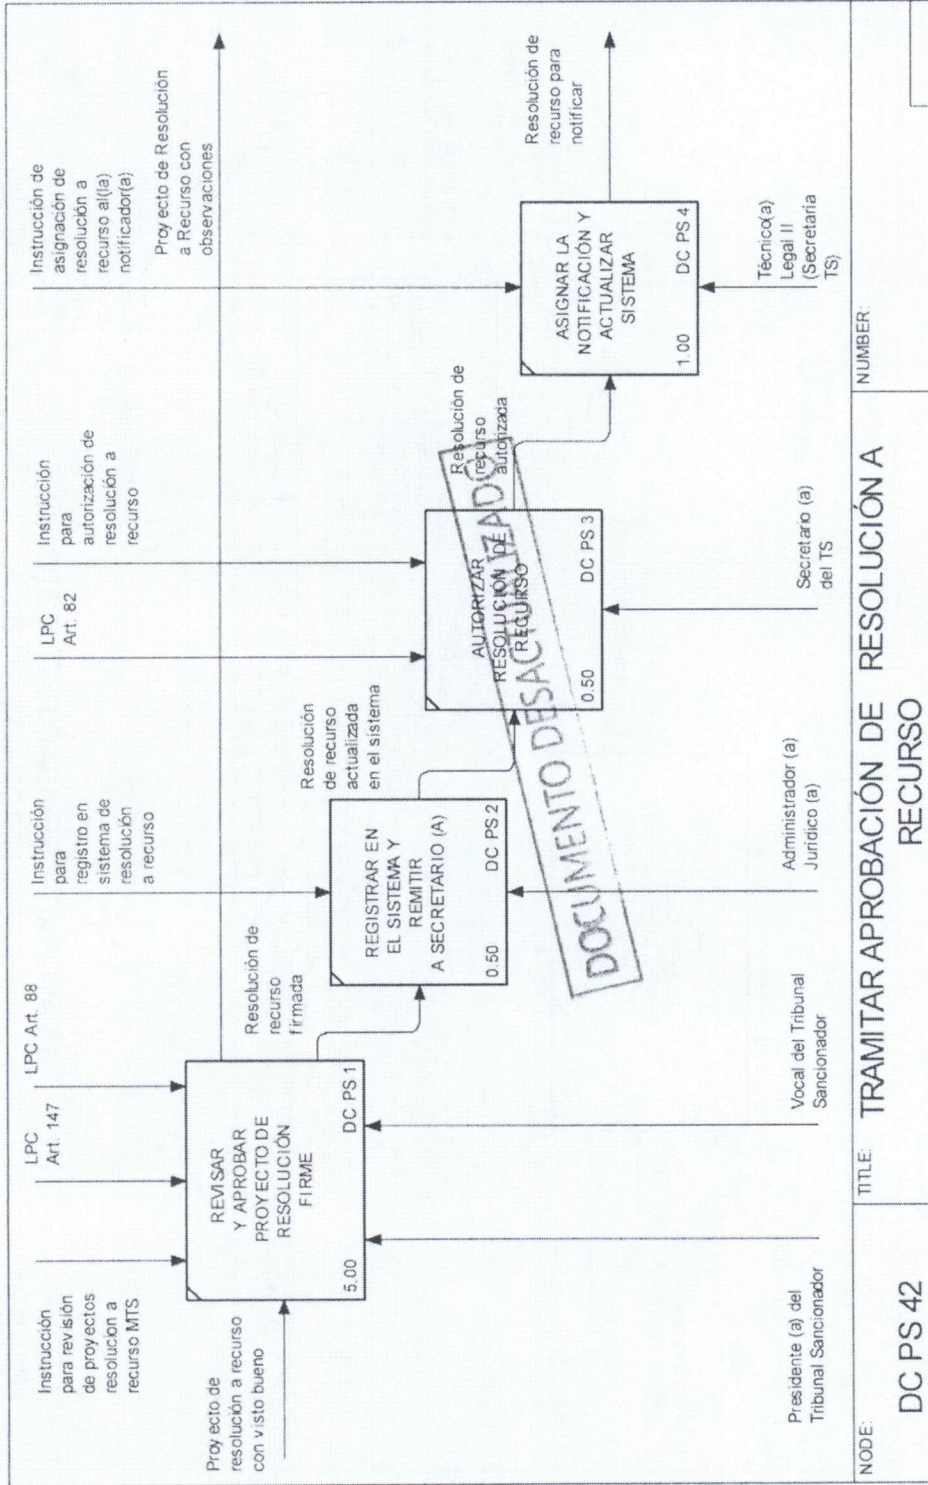 Instrucción
para revisión
de proyectos
resolucion a
recurso MTS
LPC
Art. 147
LPC Art. 88
Instrucción
para
registro en
sistema de
resolución
a recurso
LPC
Art. 82
Instrucción
para
autorización de
resolución a
recurso
Instrucción de
asignación de
resolución a
recurso al(la)
notificador(a)
Proyecto de Resolución
a Recurso con
observaciones
Proyecto de
resolución a recurso
con visto bueno
REVISAR
Y APROBAR
PROYECTO DE
RESOLUCIÓN
FIRME
5.00
DC PS 1
Resolución de
recurso
firmada
REGISTRAR EN
EL SISTEMA Y
REMITIR
A SECRETARIO (A)
0.50
DC PS 2
Resolución
de recurso
actualizada
en el sistema
AUTORIZAR
RESOLUCIÓN DE
RECURSO
0.50
DC PS 3
Resolución de
recurso
autorizada
ASIGNAR LA
NOTIFICACIÓN Y
ACTUALIZAR
SISTEMA
1.00
DC PS 4
Resolución de
recurso para
notificar
DOCUMENTO DESACTUALIZADO
Presidente (a) del
Tribunal Sancionador
Vocal del Tribunal
Sancionador
Administrador (a)
Jurídico (a)
Secretario (a)
del TS
Técnico(a)
Legal II
(Secretaria
TS)
NODE:
DC PS 42
TITLE:
TRAMITAR APROBACIÓN DE RESOLUCIÓN A
RECURSO
NUMBER: